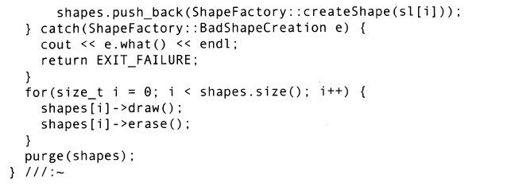 shapes.push_back(ShapeFactory::createShape(sl[i]));
} catch(ShapeFactory::BadShapeCreation e) {
cout << e.what() << endl;
return EXIT_FAILURE;
}
for(size_t i = 0; i < shapes.size(); i++) {
shapes[i]->draw();
shapes[i]->erase();
}
purge(shapes);
} ///:~